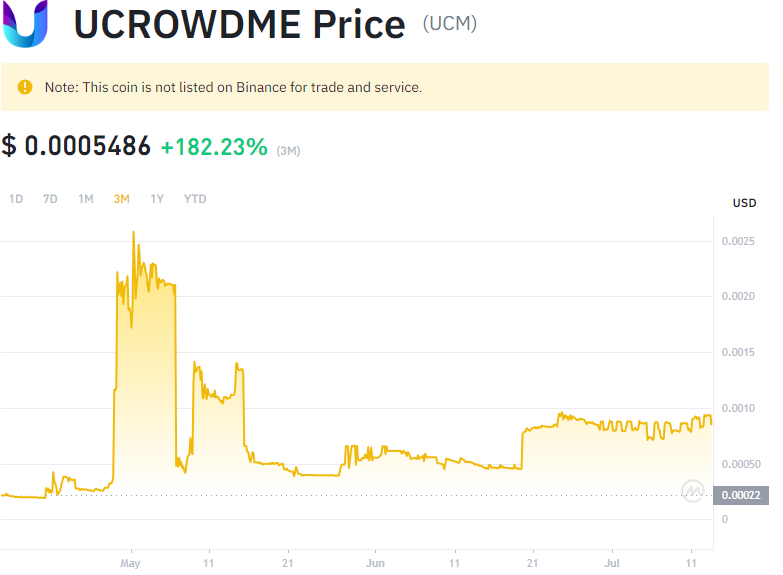 UCROWDME Price (UCM)
Note: This coin is not listed on Binance for trade and service.
$ 0.0005486 +182.23% (3M)
1D 7D 1M 3M 1Y YTD
USD
0.0025
0.0020
0.0015
0.0010
0.00050
0.00022
0
May 11 21 Jun 11 21 Jul 11